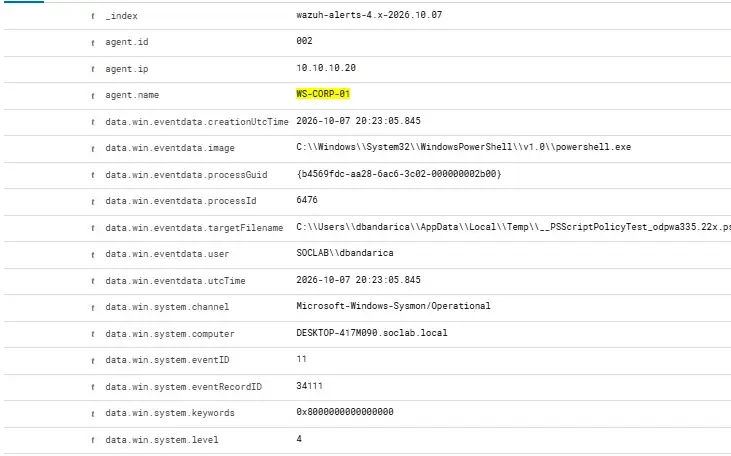 t _index wazuh-alerts-4.x-2026.10.07
t agent.id 002
t agent.ip 10.10.10.20
t agent.name WS-CORP-01
t data.win.eventdata.creationUtcTime 2026-10-07 20:23:05.845
t data.win.eventdata.image C:\\Windows\\System32\\WindowsPowerShell\\v1.0\\powershell.exe
t data.win.eventdata.processGuid {b4569fdc-aa28-6ac6-3c02-000000002b00}
t data.win.eventdata.processId 6476
t data.win.eventdata.targetFilename C:\\Users\\dbandarica\\AppData\\Local\\Temp\\__PSScriptPolicyTest_odpwa335.22x.ps
t data.win.eventdata.user SOCLAB\\dbandarica
t data.win.eventdata.utcTime 2026-10-07 20:23:05.845
t data.win.system.channel Microsoft-Windows-Sysmon/Operational
t data.win.system.computer DESKTOP-417M090.soclab.local
t data.win.system.eventID 11
t data.win.system.eventRecordID 34111
t data.win.system.keywords 0x8000000000000000
t data.win.system.level 4